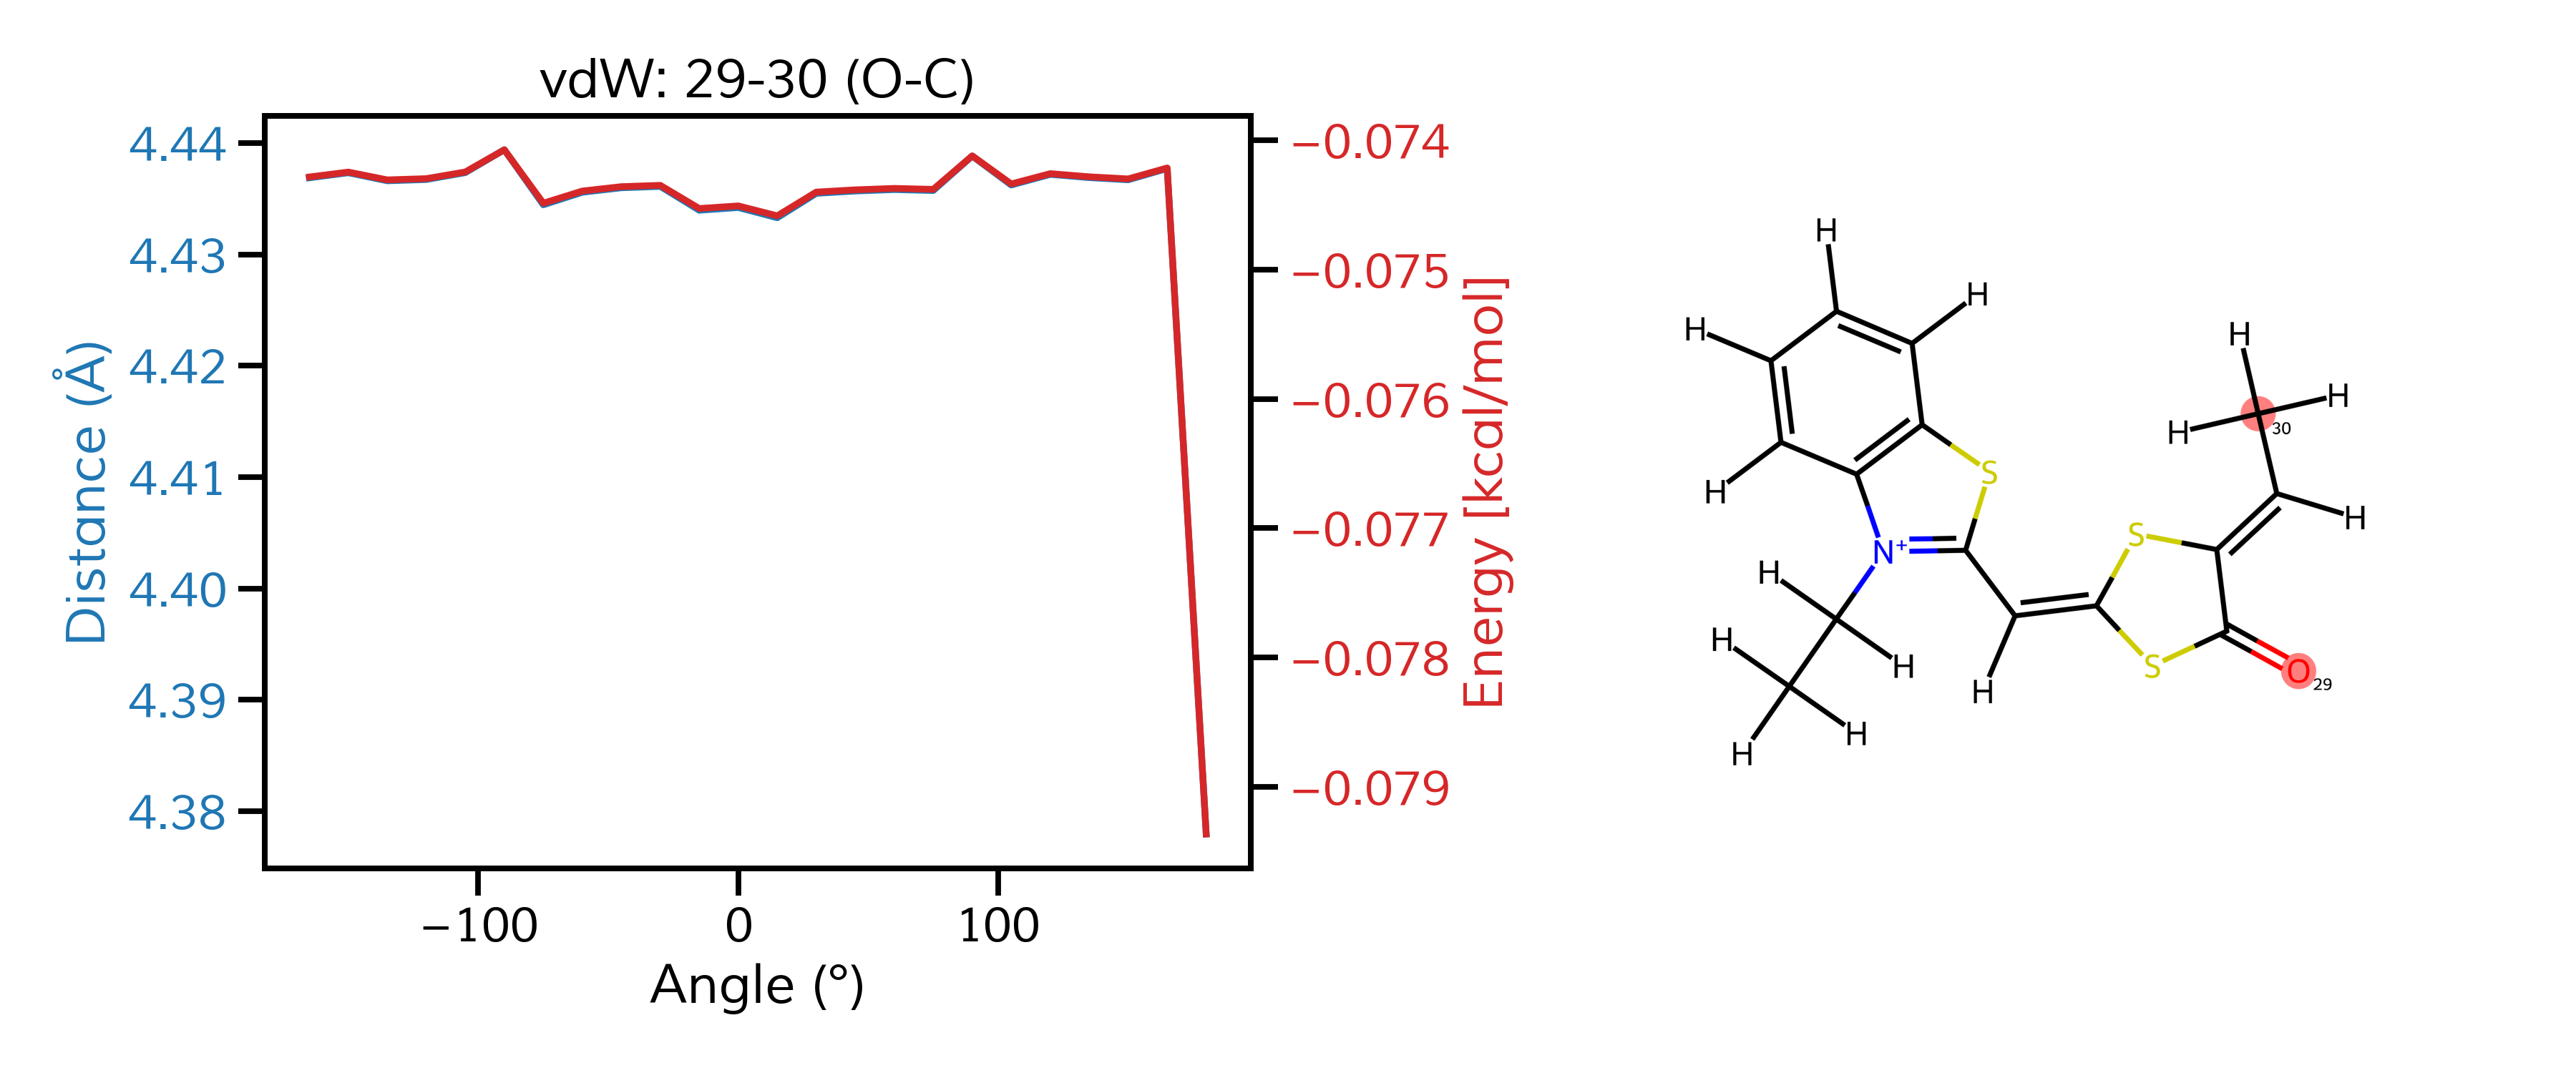 vdW: 29-30 (O-C)
4.44
4.43
4.42
4.41
4.40
4.39
4.38
Distance (Å)
−0.074
−0.075
−0.076
−0.077
−0.078
−0.079
Energy [kcal/mol]
−100
0
100
Angle (°)
H
H
H
H
H
H
30
H
H
S
H
S
N+
H
H
H
S
O
29
H
H
H